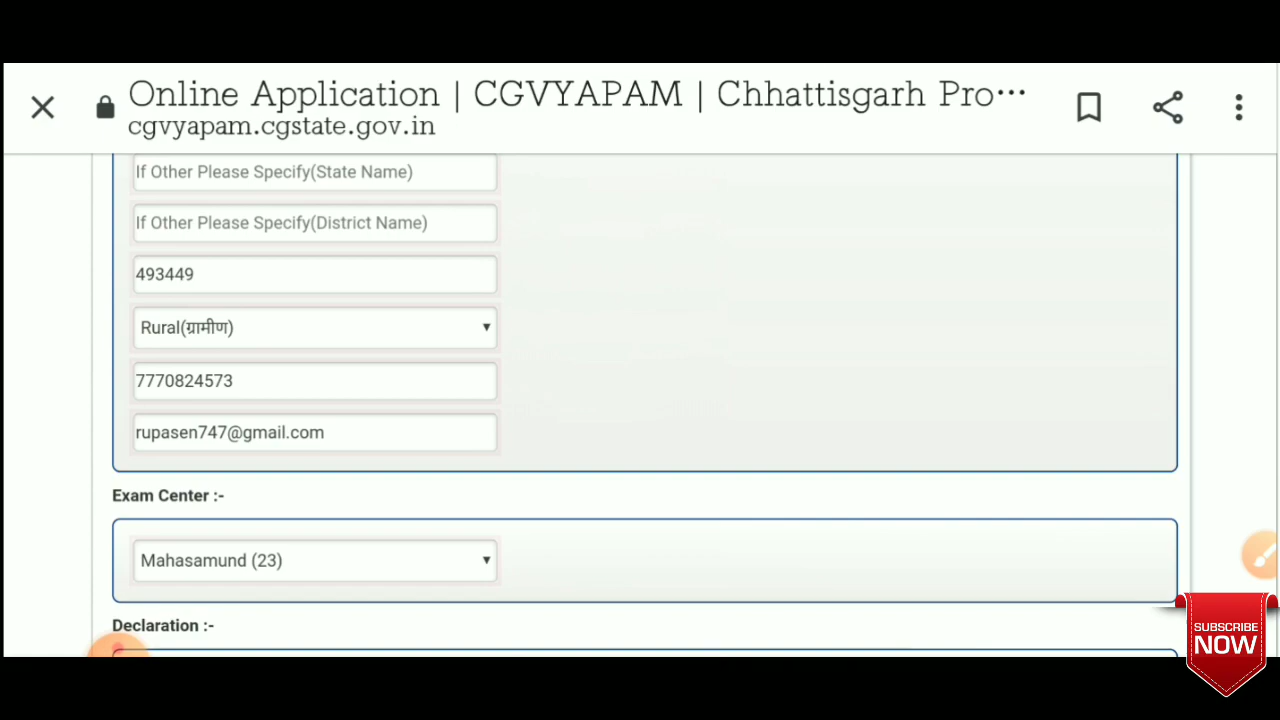 Online Application | CGVYAPAM | Chhattisgarh Pro···
cgvyapam.cgstate.gov.in
If Other Please Specify(State Name)
If Other Please Specify(District Name)
493449
Rural(ग्रामीण)
7770824573
rupasen747@gmail.com
Exam Center :-
Mahasamund (23)
Declaration :-
SUBSCRIBE
NOW